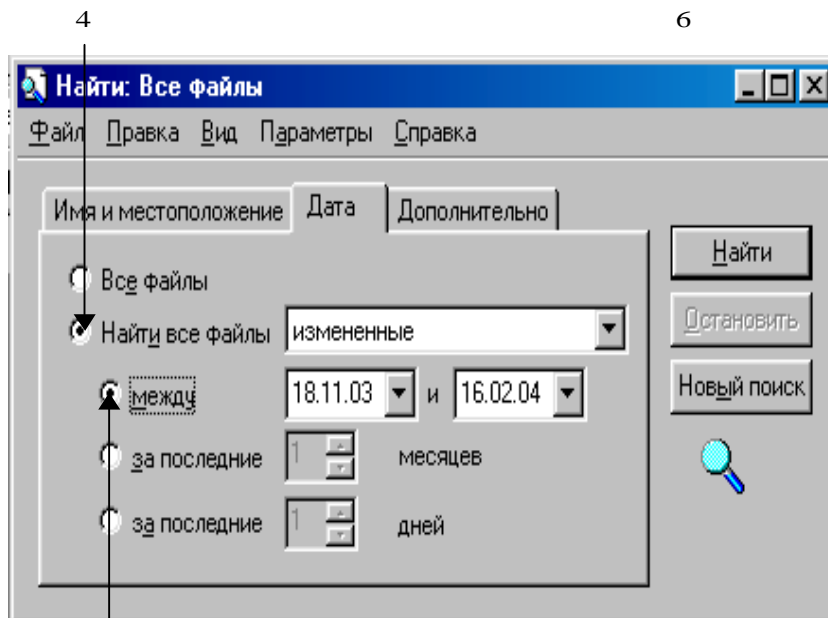 4 6
Найти: Все файлы
Файл Правка Вид Параметры Справка
Имя и местоположение Дата Дополнительно
Все файлы
Найти все файлы измененные
между 18.11.03 и 16.02.04
за последние 1 месяцев
за последние 1 дней
Найти
Остановить
Новый поиск